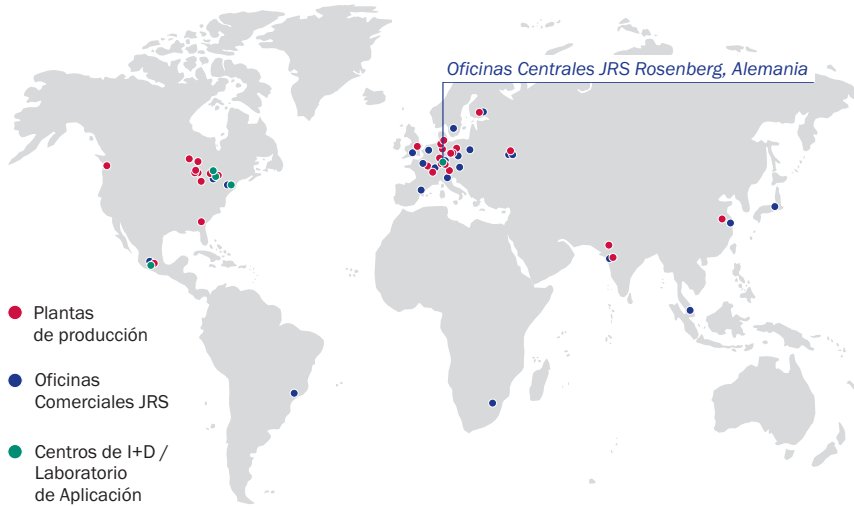 Oficinas Centrales JRS Rosenberg, Alemania
Plantas
de producción
Oficinas
Comerciales JRS
Centros de I+D /
Laboratorio
de Aplicación